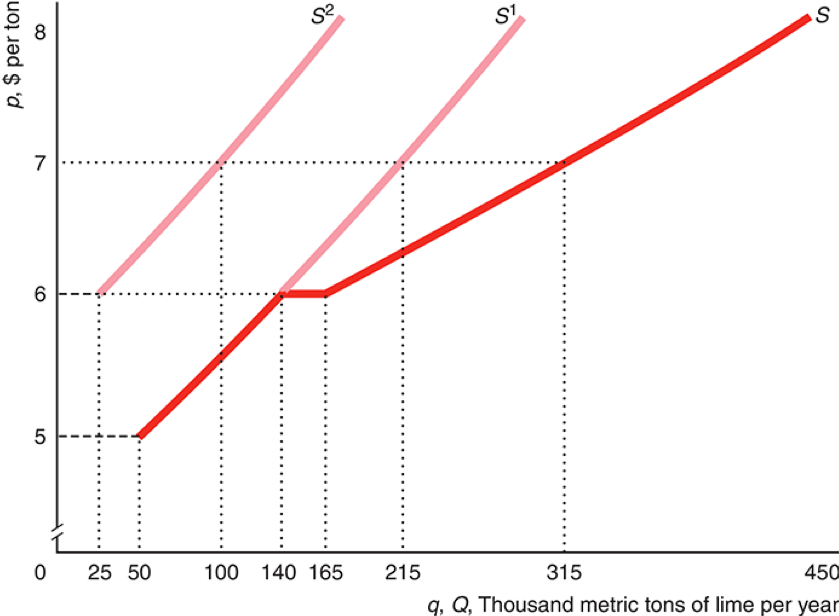 p, $ per ton
S²
S¹
S
8
7
6
5
0
25
50
100
140
165
215
315
450
q, Q, Thousand metric tons of lime per year